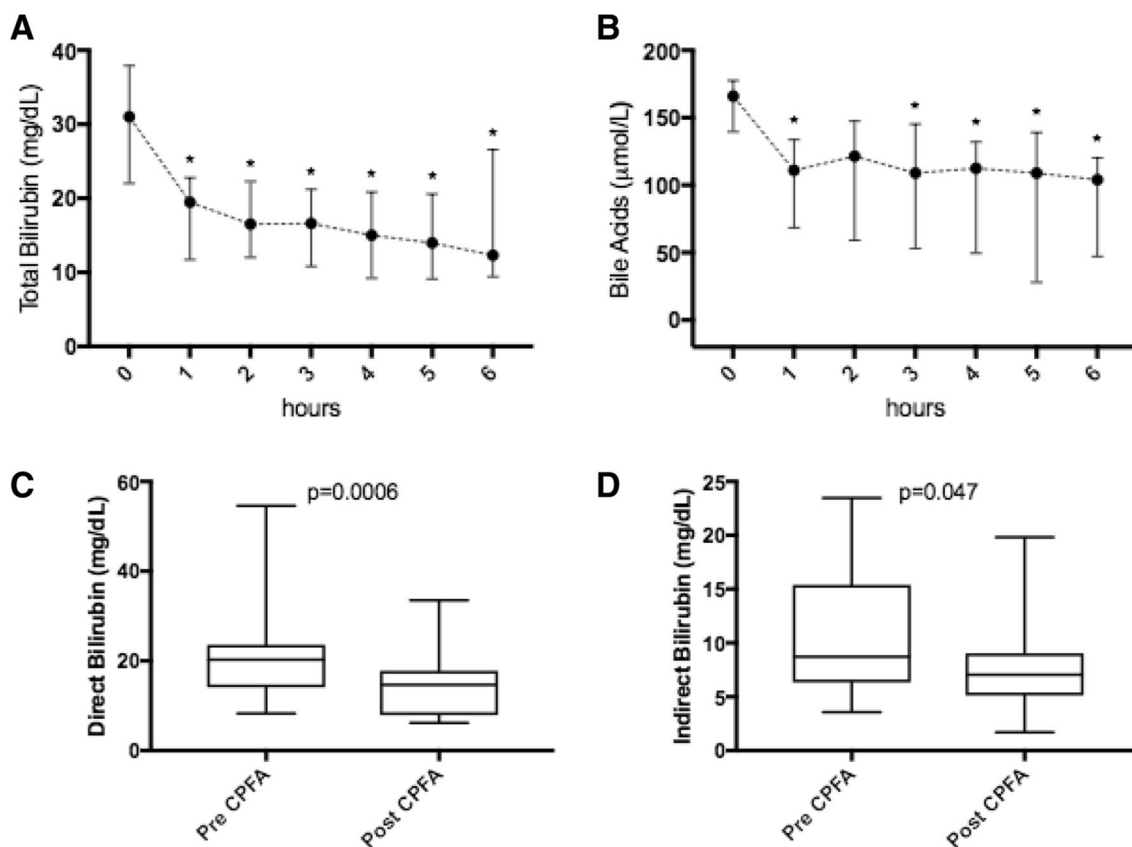 A
Total Bilirubin (mg/dL)
40
30
20
10
0
* * * * * *
0 1 2 3 4 5 6
hours
B
Bile Acids (μmol/L)
200
150
100
50
0
* * * * *
0 1 2 3 4 5 6
hours
C
Direct Bilirubin (mg/dL)
60
40
20
0
p=0.0006
Pre CPFA
Post CPFA
D
Indirect Bilirubin (mg/dL)
25
20
15
10
5
0
p=0.047
Pre CPFA
Post CPFA